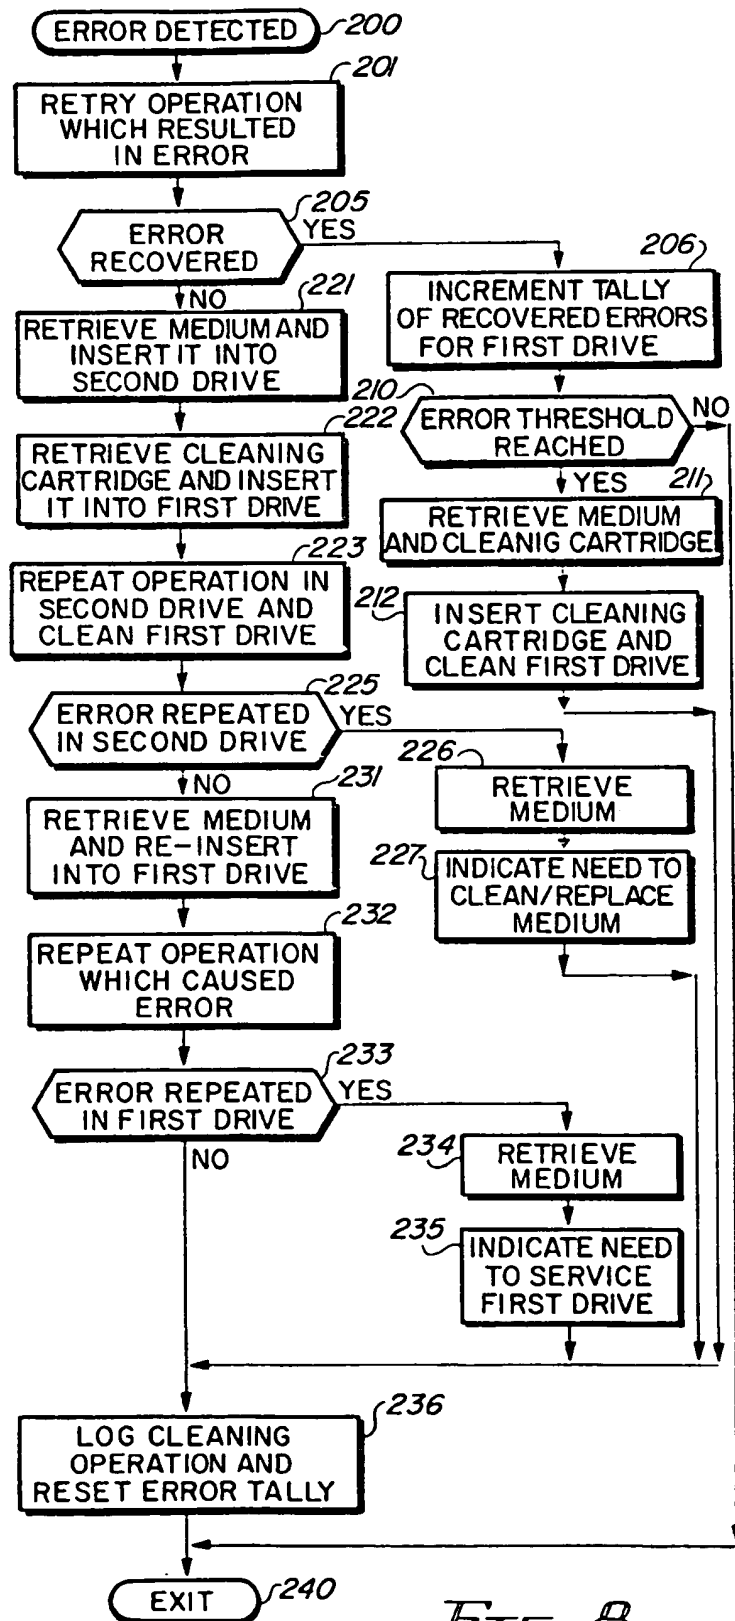 ERROR DETECTED
200
201
RETRY OPERATION
WHICH RESULTED
IN ERROR
205
ERROR
RECOVERED
YES
NO
206
INCREMENT TALLY
OF RECOVERED ERRORS
FOR FIRST DRIVE
210
ERROR THRESHOLD
REACHED
NO
YES
211
RETRIEVE MEDIUM
AND CLEANIG CARTRIDGE
212
INSERT CLEANING
CARTRIDGE AND
CLEAN FIRST DRIVE
221
RETRIEVE MEDIUM AND
INSERT IT INTO
SECOND DRIVE
222
RETRIEVE CLEANING
CARTRIDGE AND INSERT
IT INTO FIRST DRIVE
223
REPEAT OPERATION IN
SECOND DRIVE AND
CLEAN FIRST DRIVE
225
ERROR REPEATED
IN SECOND DRIVE
YES
NO
226
RETRIEVE
MEDIUM
227
INDICATE NEED TO
CLEAN/REPLACE
MEDIUM
231
RETRIEVE MEDIUM
AND RE-INSERT
INTO FIRST DRIVE
232
REPEAT OPERATION
WHICH CAUSED
ERROR
233
ERROR REPEATED
IN FIRST DRIVE
YES
NO
234
RETRIEVE
MEDIUM
235
INDICATE NEED
TO SERVICE
FIRST DRIVE
236
LOG CLEANING
OPERATION AND
RESET ERROR TALLY
EXIT
240